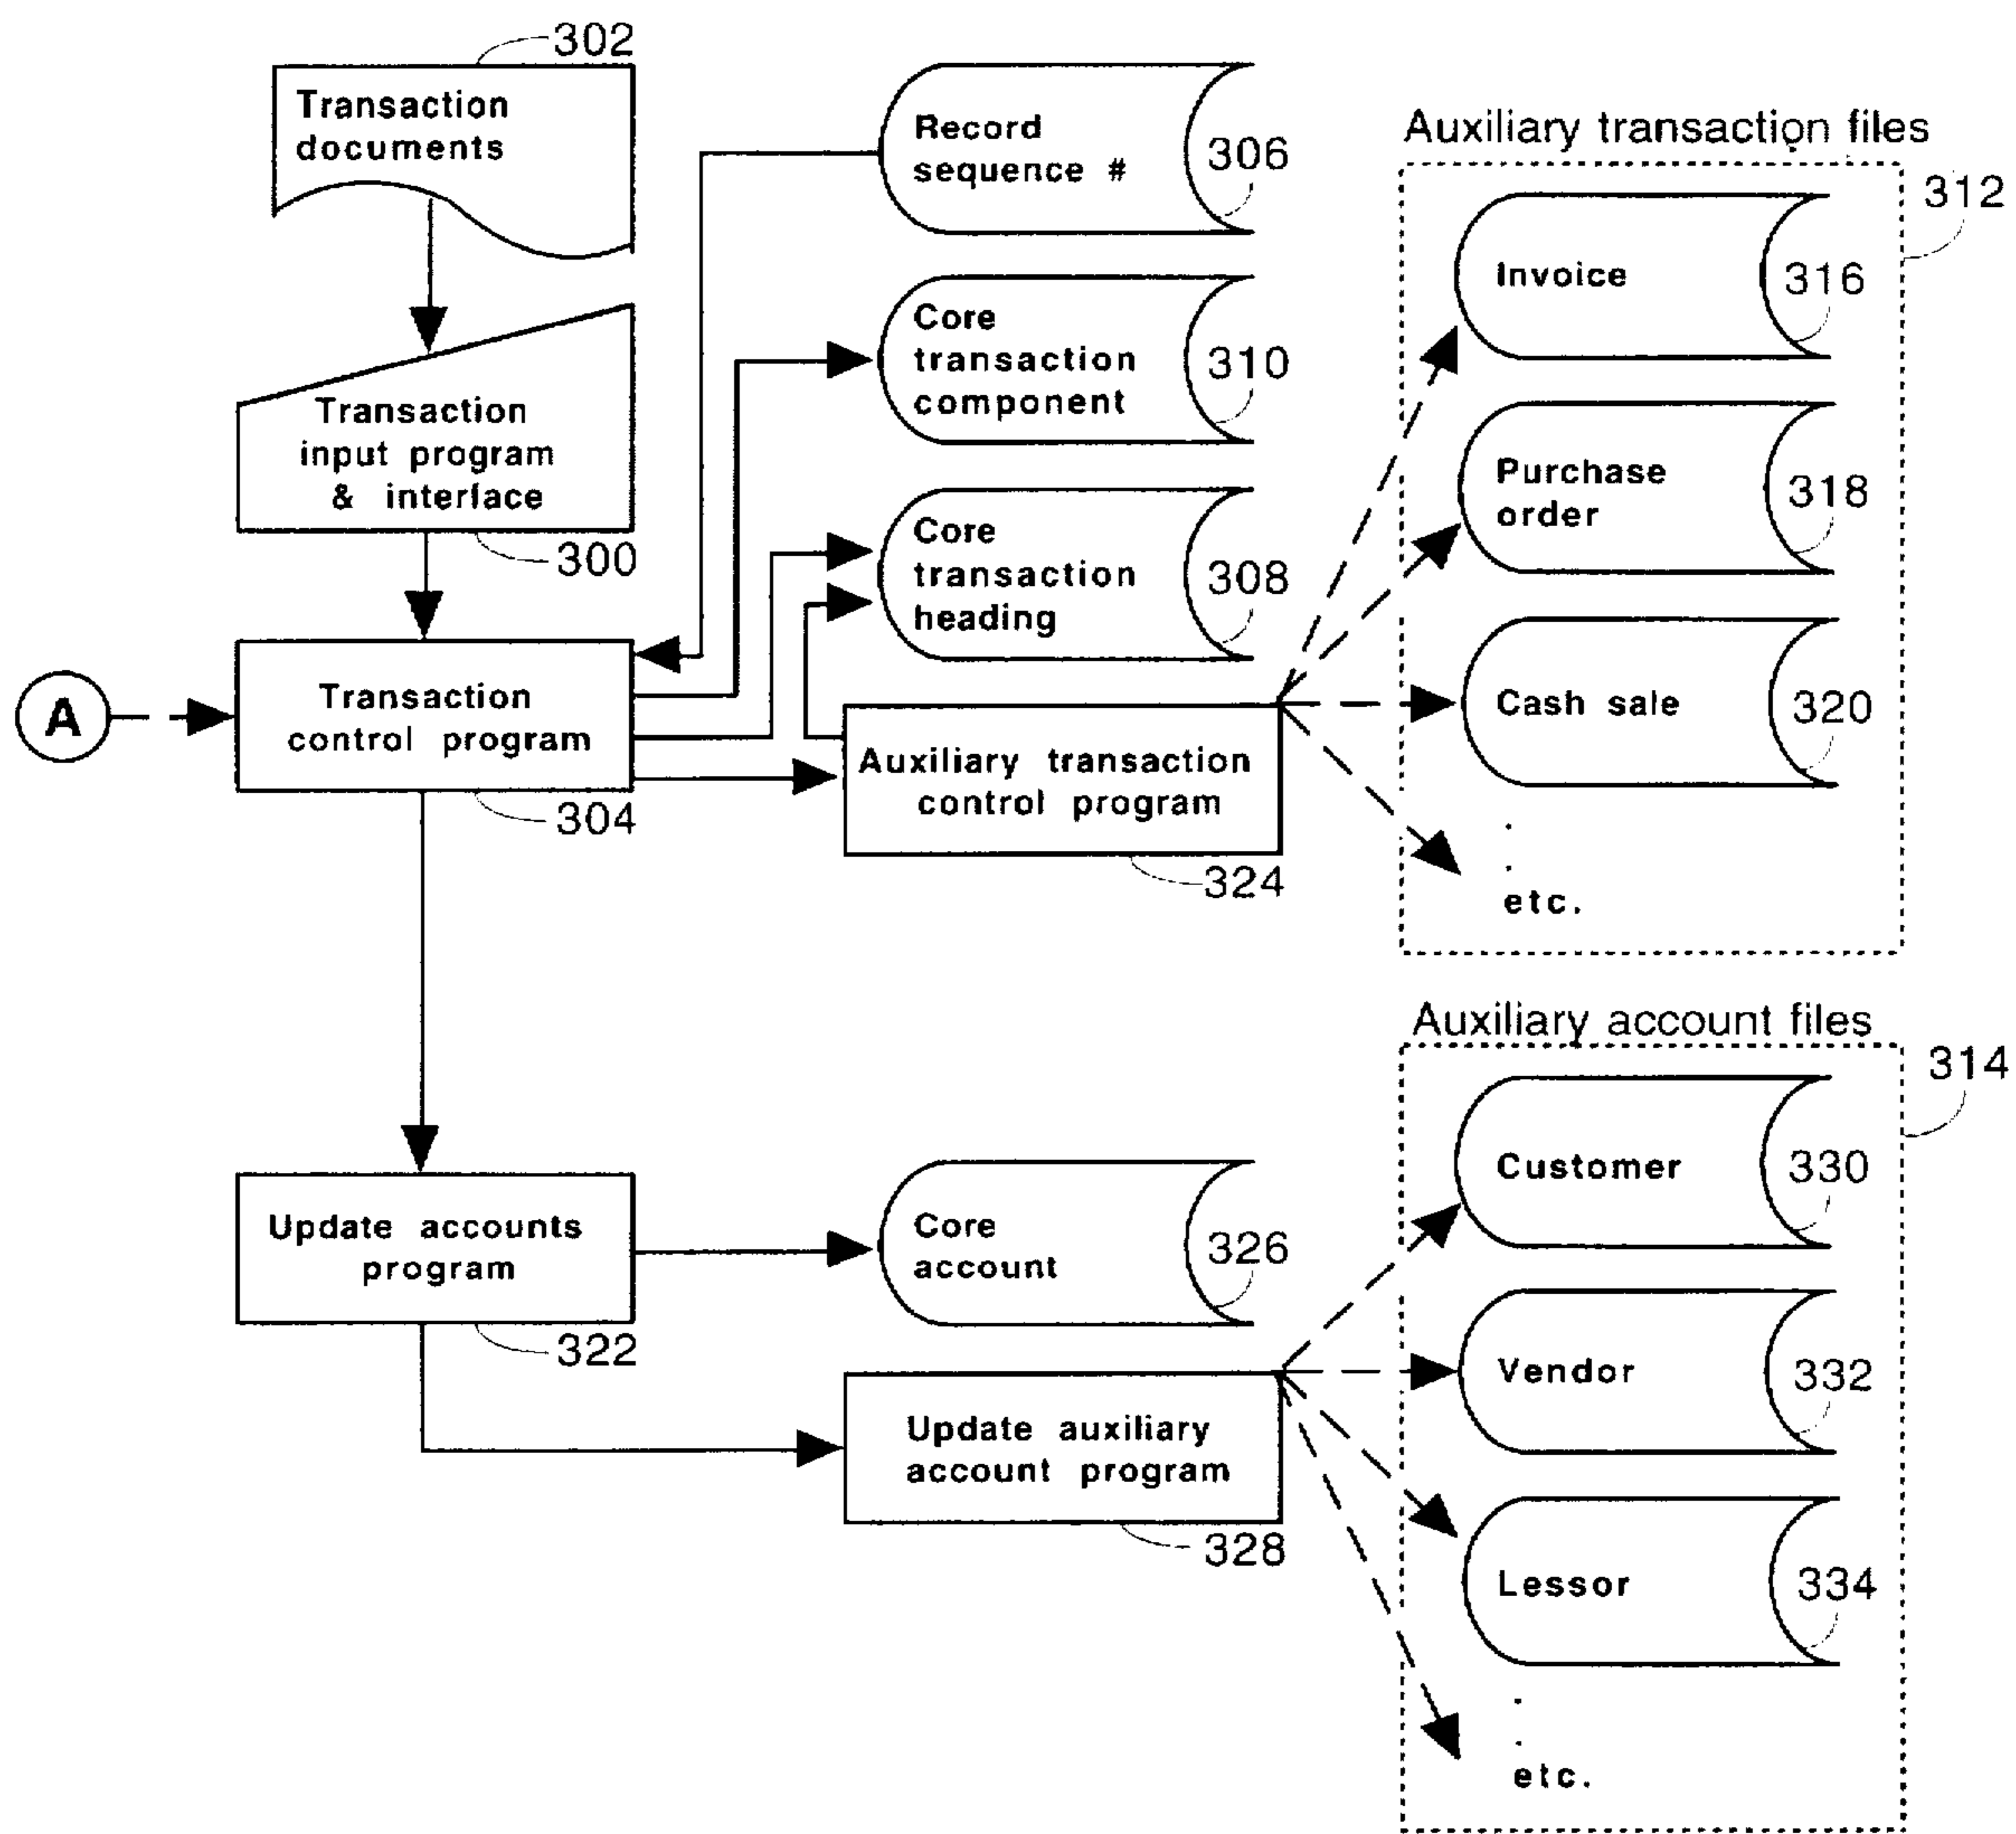 302
Transaction
documents
Transaction
input program
& interface
300
A
Transaction
control program
304
Record
sequence #
306
Core
transaction
component
310
Core
transaction
heading
308
Auxiliary transaction
control program
324
Auxiliary transaction files
312
Invoice
316
Purchase
order
318
Cash sale
320
.
.
etc.
Update accounts
program
322
Core
account
326
Update auxiliary
account program
328
Auxiliary account files
314
Customer
330
Vendor
332
Lessor
334
.
.
etc.